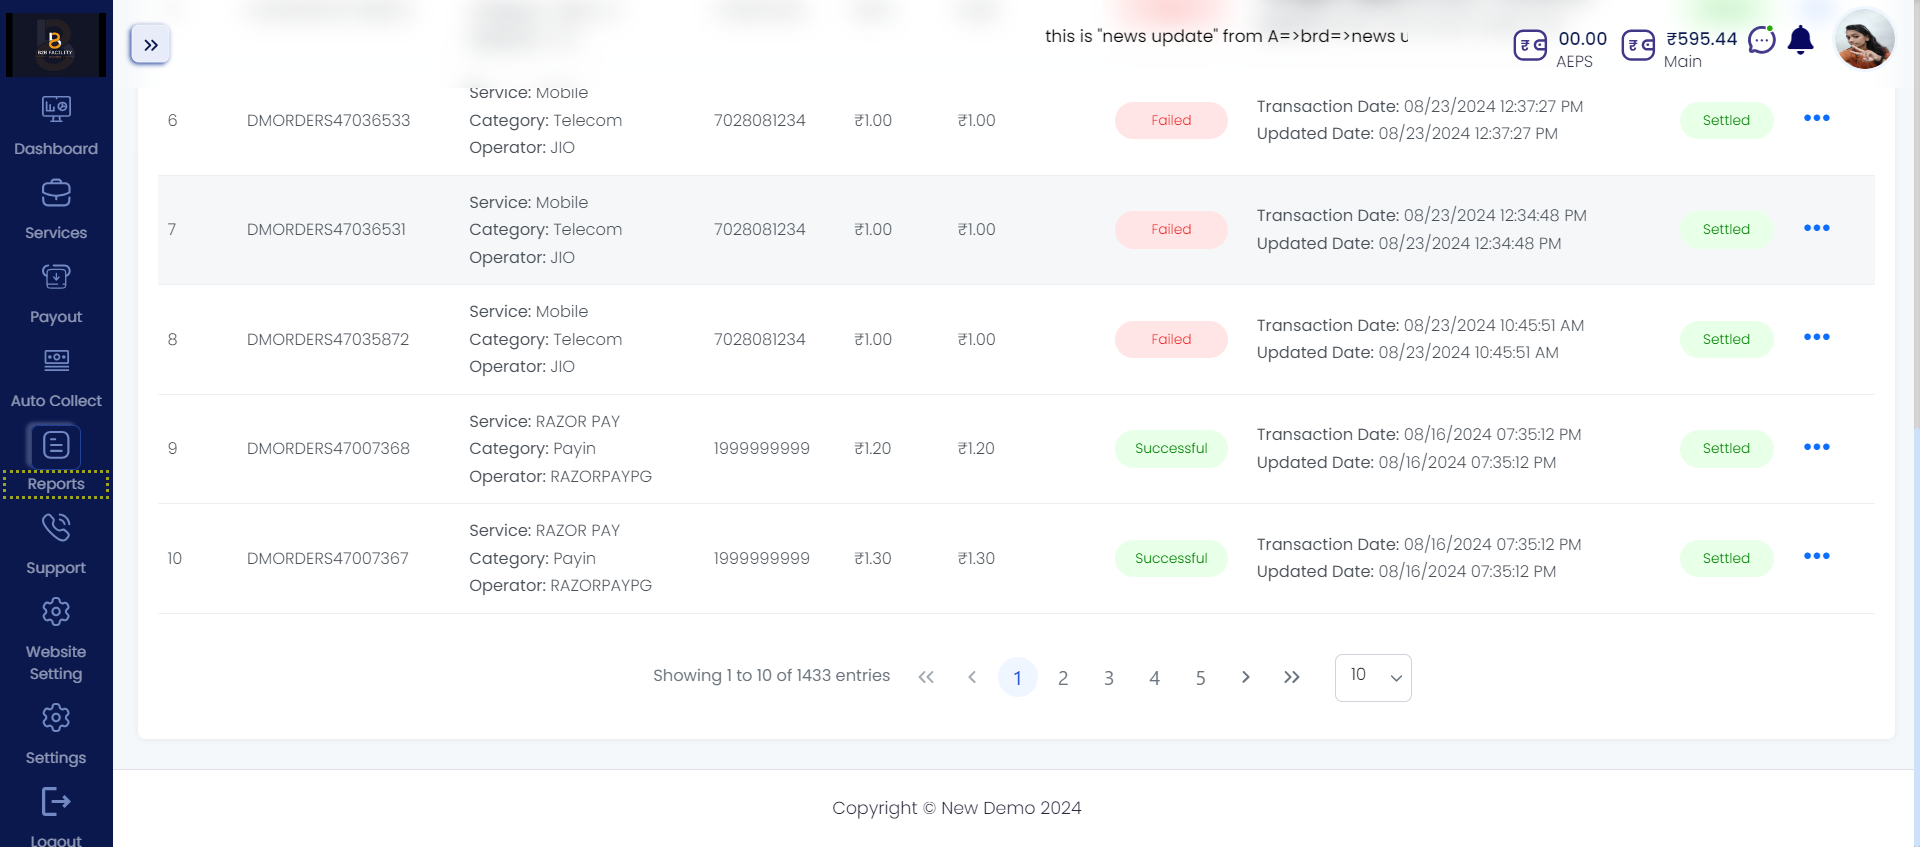 B2B FACILITY
this is "news update" from A=>brd=>news u
00.00
AEPS
₹595.44
Main
Dashboard
Services
Payout
Auto Collect
Reports
Support
Website
Setting
Settings
Logout
6
DMORDERS47036533
Service: Mobile
Category: Telecom
Operator: JIO
7028081234
₹1.00
₹1.00
Failed
Transaction Date: 08/23/2024 12:37:27 PM
Updated Date: 08/23/2024 12:37:27 PM
Settled
7
DMORDERS47036531
Service: Mobile
Category: Telecom
Operator: JIO
7028081234
₹1.00
₹1.00
Failed
Transaction Date: 08/23/2024 12:34:48 PM
Updated Date: 08/23/2024 12:34:48 PM
Settled
8
DMORDERS47035872
Service: Mobile
Category: Telecom
Operator: JIO
7028081234
₹1.00
₹1.00
Failed
Transaction Date: 08/23/2024 10:45:51 AM
Updated Date: 08/23/2024 10:45:51 AM
Settled
9
DMORDERS47007368
Service: RAZOR PAY
Category: Payin
Operator: RAZORPAYPG
1999999999
₹1.20
₹1.20
Successful
Transaction Date: 08/16/2024 07:35:12 PM
Updated Date: 08/16/2024 07:35:12 PM
Settled
10
DMORDERS47007367
Service: RAZOR PAY
Category: Payin
Operator: RAZORPAYPG
1999999999
₹1.30
₹1.30
Successful
Transaction Date: 08/16/2024 07:35:12 PM
Updated Date: 08/16/2024 07:35:12 PM
Settled
Showing 1 to 10 of 1433 entries
1 2 3 4 5
10
Copyright © New Demo 2024